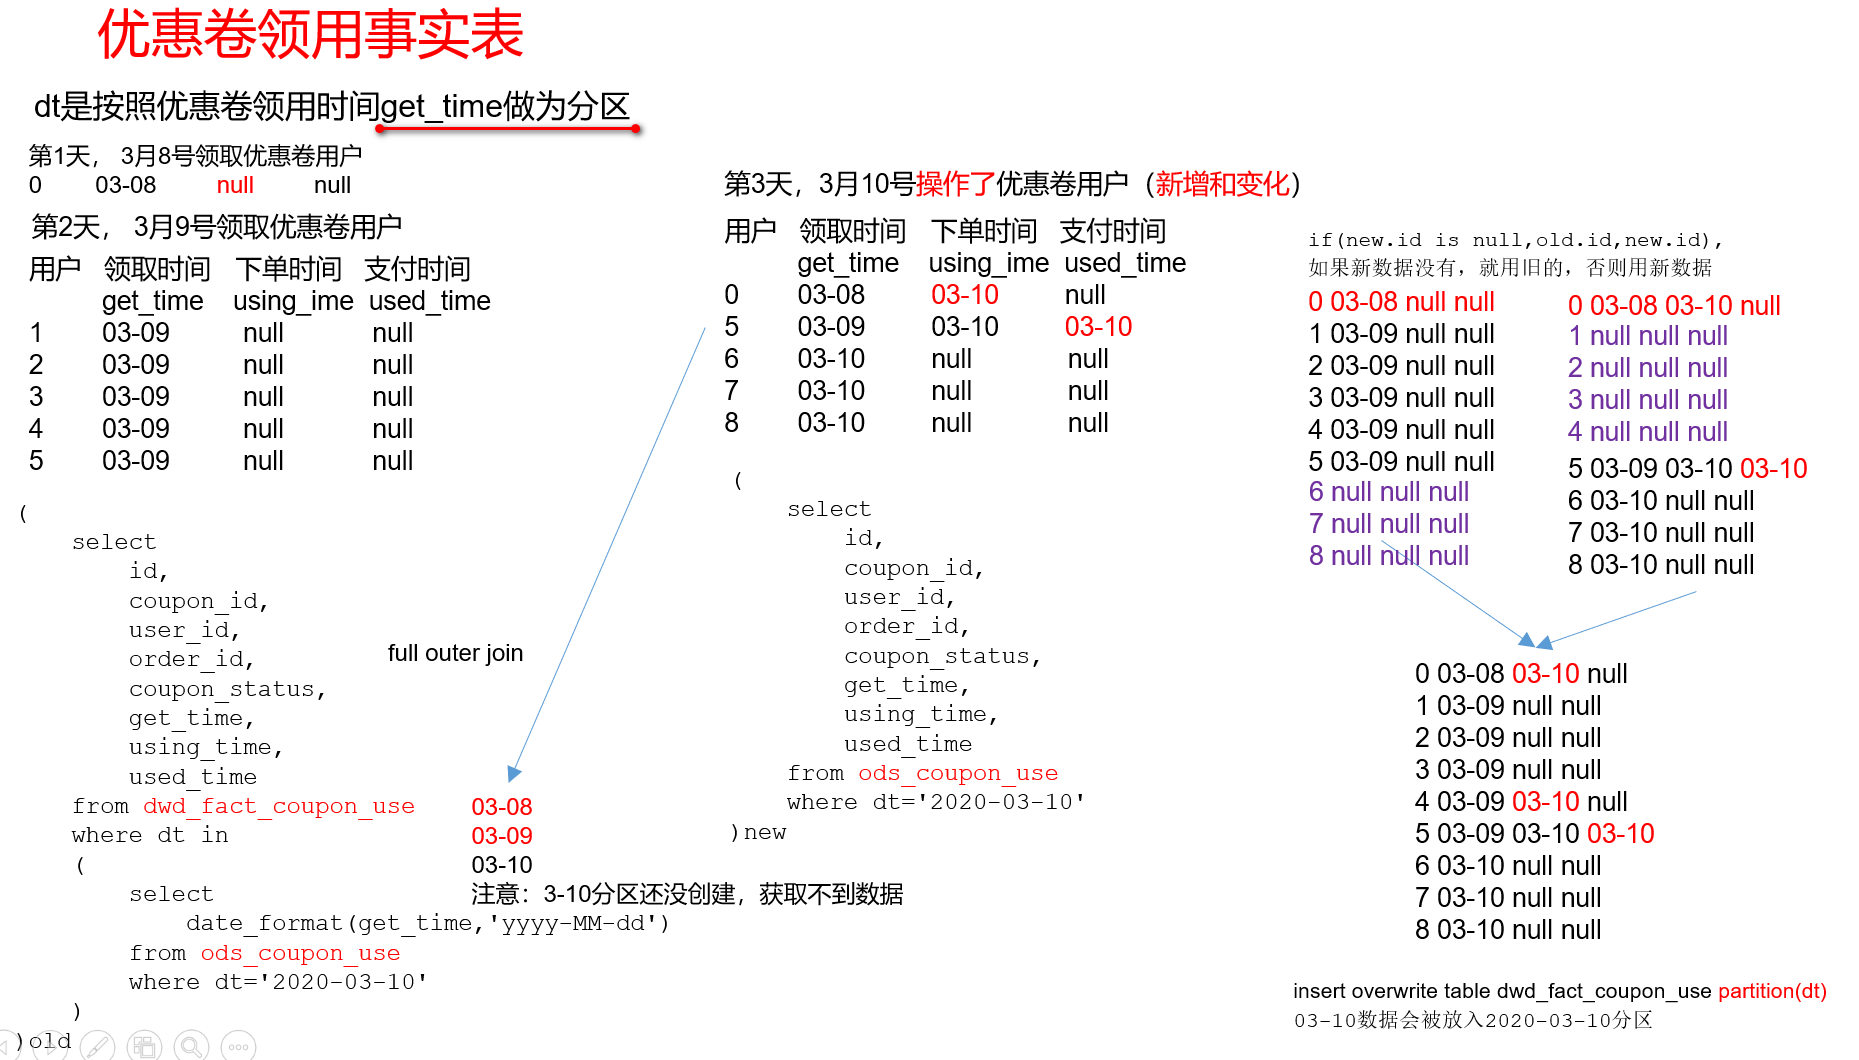 优惠卷领用事实表
dt是按照优惠卷领用时间get_time做为分区
第1天， 3月8号领取优惠卷用户
0 03-08 null null
第2天， 3月9号领取优惠卷用户
用户 领取时间 下单时间 支付时间
get_time using_ime used_time
1 03-09 null null
2 03-09 null null
3 03-09 null null
4 03-09 null null
5 03-09 null null
(
select
id,
coupon_id,
user_id,
order_id,
coupon_status,
get_time,
using_time,
used_time
from dwd_fact_coupon_use
where dt in
(
select
date_format(get_time,'yyyy-MM-dd')
from ods_coupon_use
where dt='2020-03-10'
)
)old
full outer join
03-08
03-09
03-10
注意：3-10分区还没创建，获取不到数据
第3天，3月10号操作了优惠卷用户（新增和变化）
用户 领取时间 下单时间 支付时间
get_time using_ime used_time
0 03-08 03-10 null
5 03-09 03-10 03-10
6 03-10 null null
7 03-10 null null
8 03-10 null null
(
select
id,
coupon_id,
user_id,
order_id,
coupon_status,
get_time,
using_time,
used_time
from ods_coupon_use
where dt='2020-03-10'
)new
if(new.id is null,old.id,new.id),
如果新数据没有，就用旧的，否则用新数据
0 03-08 null null
1 03-09 null null
2 03-09 null null
3 03-09 null null
4 03-09 null null
5 03-09 null null
6 null null null
7 null null null
8 null null null
0 03-08 03-10 null
1 null null null
2 null null null
3 null null null
4 null null null
5 03-09 03-10 03-10
6 03-10 null null
7 03-10 null null
8 03-10 null null
0 03-08 03-10 null
1 03-09 null null
2 03-09 null null
3 03-09 null null
4 03-09 03-10 null
5 03-09 03-10 03-10
6 03-10 null null
7 03-10 null null
8 03-10 null null
insert overwrite table dwd_fact_coupon_use partition(dt)
03-10数据会被放入2020-03-10分区